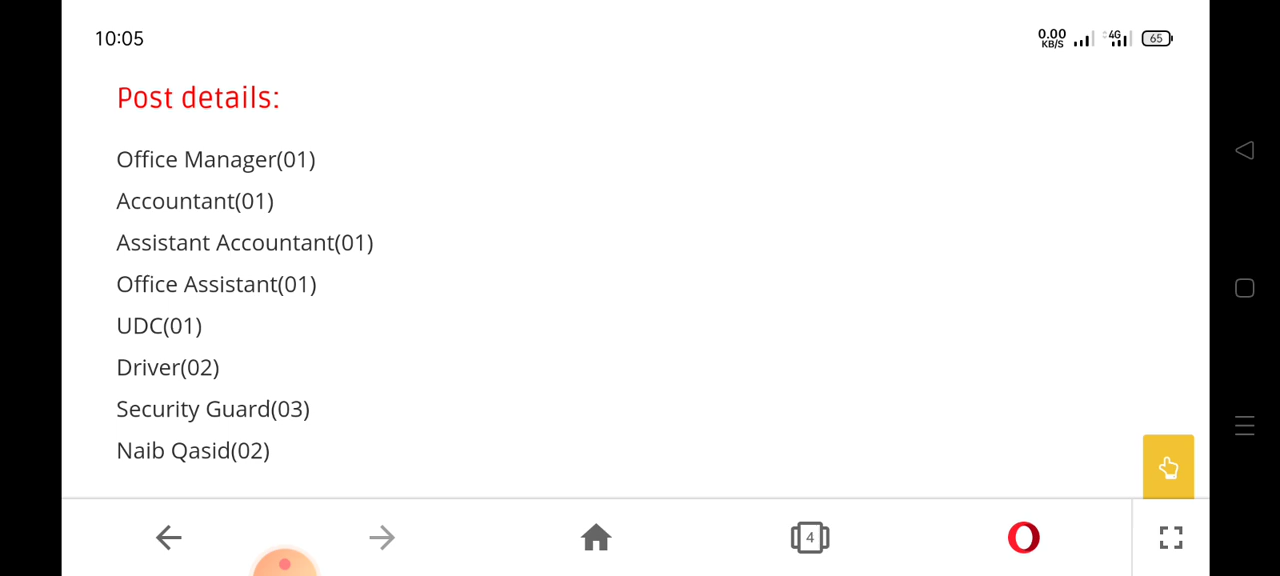 10:05
0.00
KB/S
4G
65
Post details:
Office Manager(01)
Accountant(01)
Assistant Accountant(01)
Office Assistant(01)
UDC(01)
Driver(02)
Security Guard(03)
Naib Qasid(02)
4